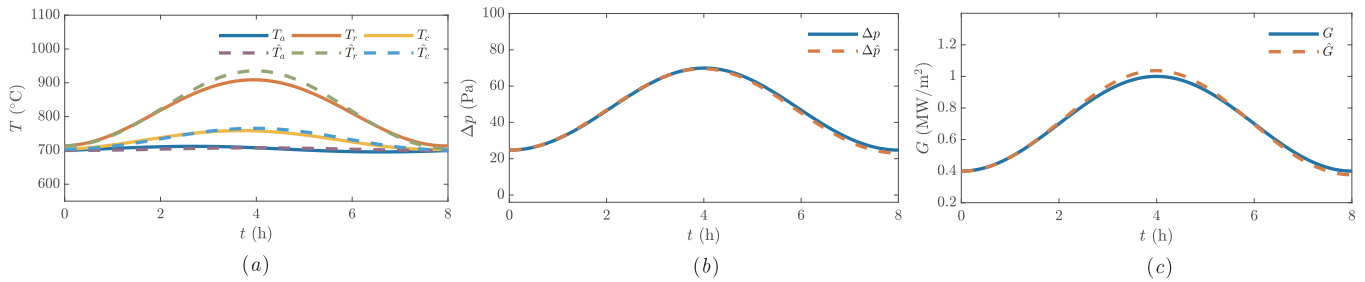 1100
1000
900
800
700
600
T (°C)
T_a T_r T_c
T̂_a T̂_r T̂_c
0 2 4 6 8
t (h)
(a)
100
80
60
40
20
0
Δp (Pa)
Δp
Δp̂
0 2 4 6 8
t (h)
(b)
1.2
1
0.8
0.6
0.4
0.2
G (MW/m²)
G
Ĝ
0 2 4 6 8
t (h)
(c)